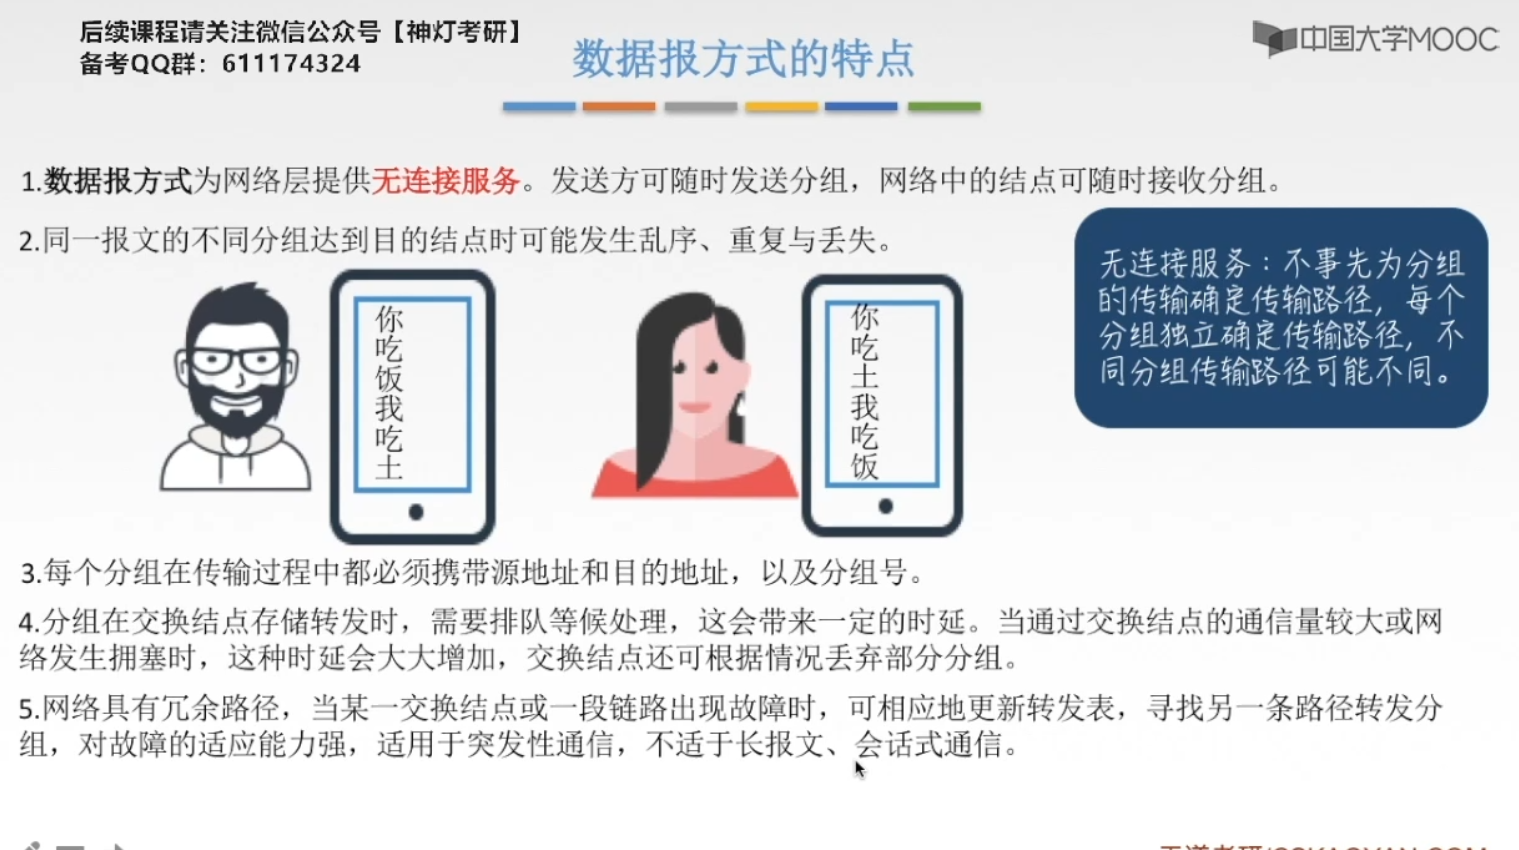 后续课程请关注微信公众号【神灯考研】
备考QQ群：611174324
中国大学MOOC
数据报方式的特点
1.数据报方式为网络层提供无连接服务。发送方可随时发送分组，网络中的结点可随时接收分组。
2.同一报文的不同分组达到目的结点时可能发生乱序、重复与丢失。
无连接服务：不事先为分组
的传输确定传输路径，每个
分组独立确定传输路径，不
同分组传输路径可能不同。
你吃饭我吃土
你吃土我吃饭
3.每个分组在传输过程中都必须携带源地址和目的地址，以及分组号。
4.分组在交换结点存储转发时，需要排队等候处理，这会带来一定的时延。当通过交换结点的通信量较大或网
络发生拥塞时，这种时延会大大增加，交换结点还可根据情况丢弃部分分组。
5.网络具有冗余路径，当某一交换结点或一段链路出现故障时，可相应地更新转发表，寻找另一条路径转发分
组，对故障的适应能力强，适用于突发性通信，不适于长报文、会话式通信。